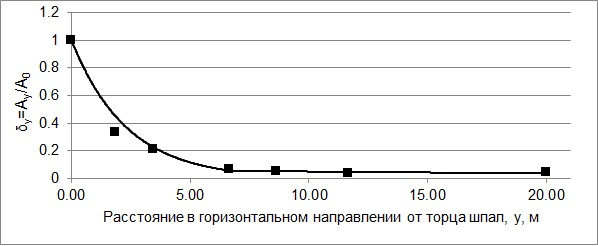 1.2
1
0.8
0.6
0.4
0.2
0
δy=Ay/A0
0.00 5.00 10.00 15.00 20.00
Расстояние в горизонтальном направлении от торца шпал, у, м